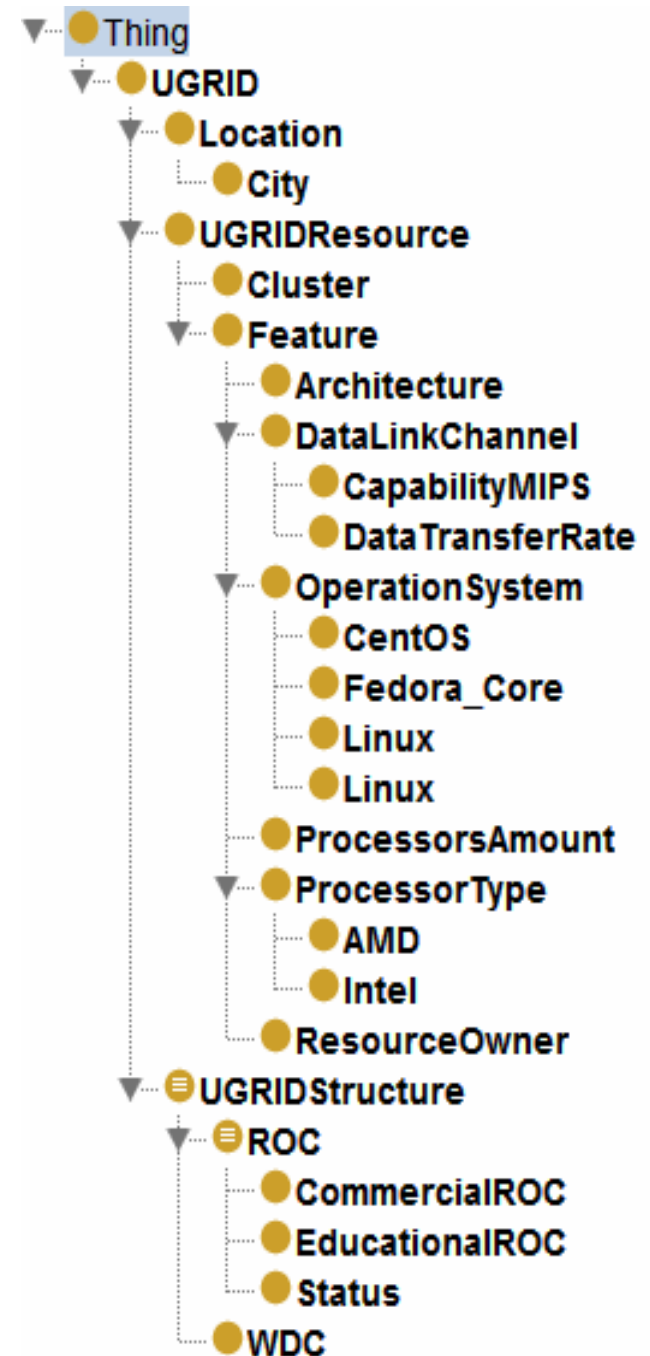 Thing
UGRID
Location
City
UGRIDResource
Cluster
Feature
Architecture
DataLinkChannel
CapabilityMIPS
DataTransferRate
OperationSystem
CentOS
Fedora_Core
Linux
Linux
ProcessorsAmount
ProcessorType
AMD
Intel
ResourceOwner
UGRIDStructure
ROC
CommercialROC
EducationalROC
Status
WDC